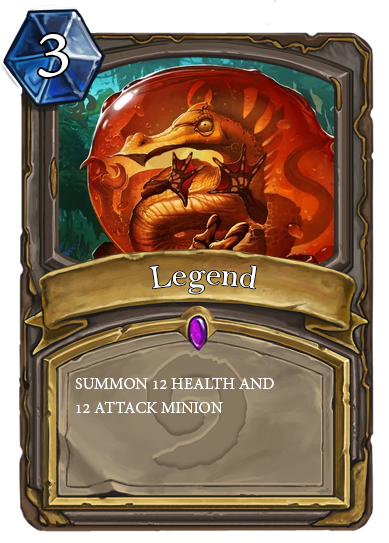 3
Legend
SUMMON 12 HEALTH AND
12 ATTACK MINION